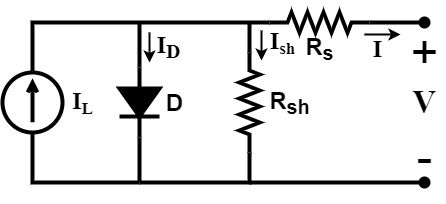 I_D
I_sh
R_s
I
+
I_L
D
R_sh
V
-